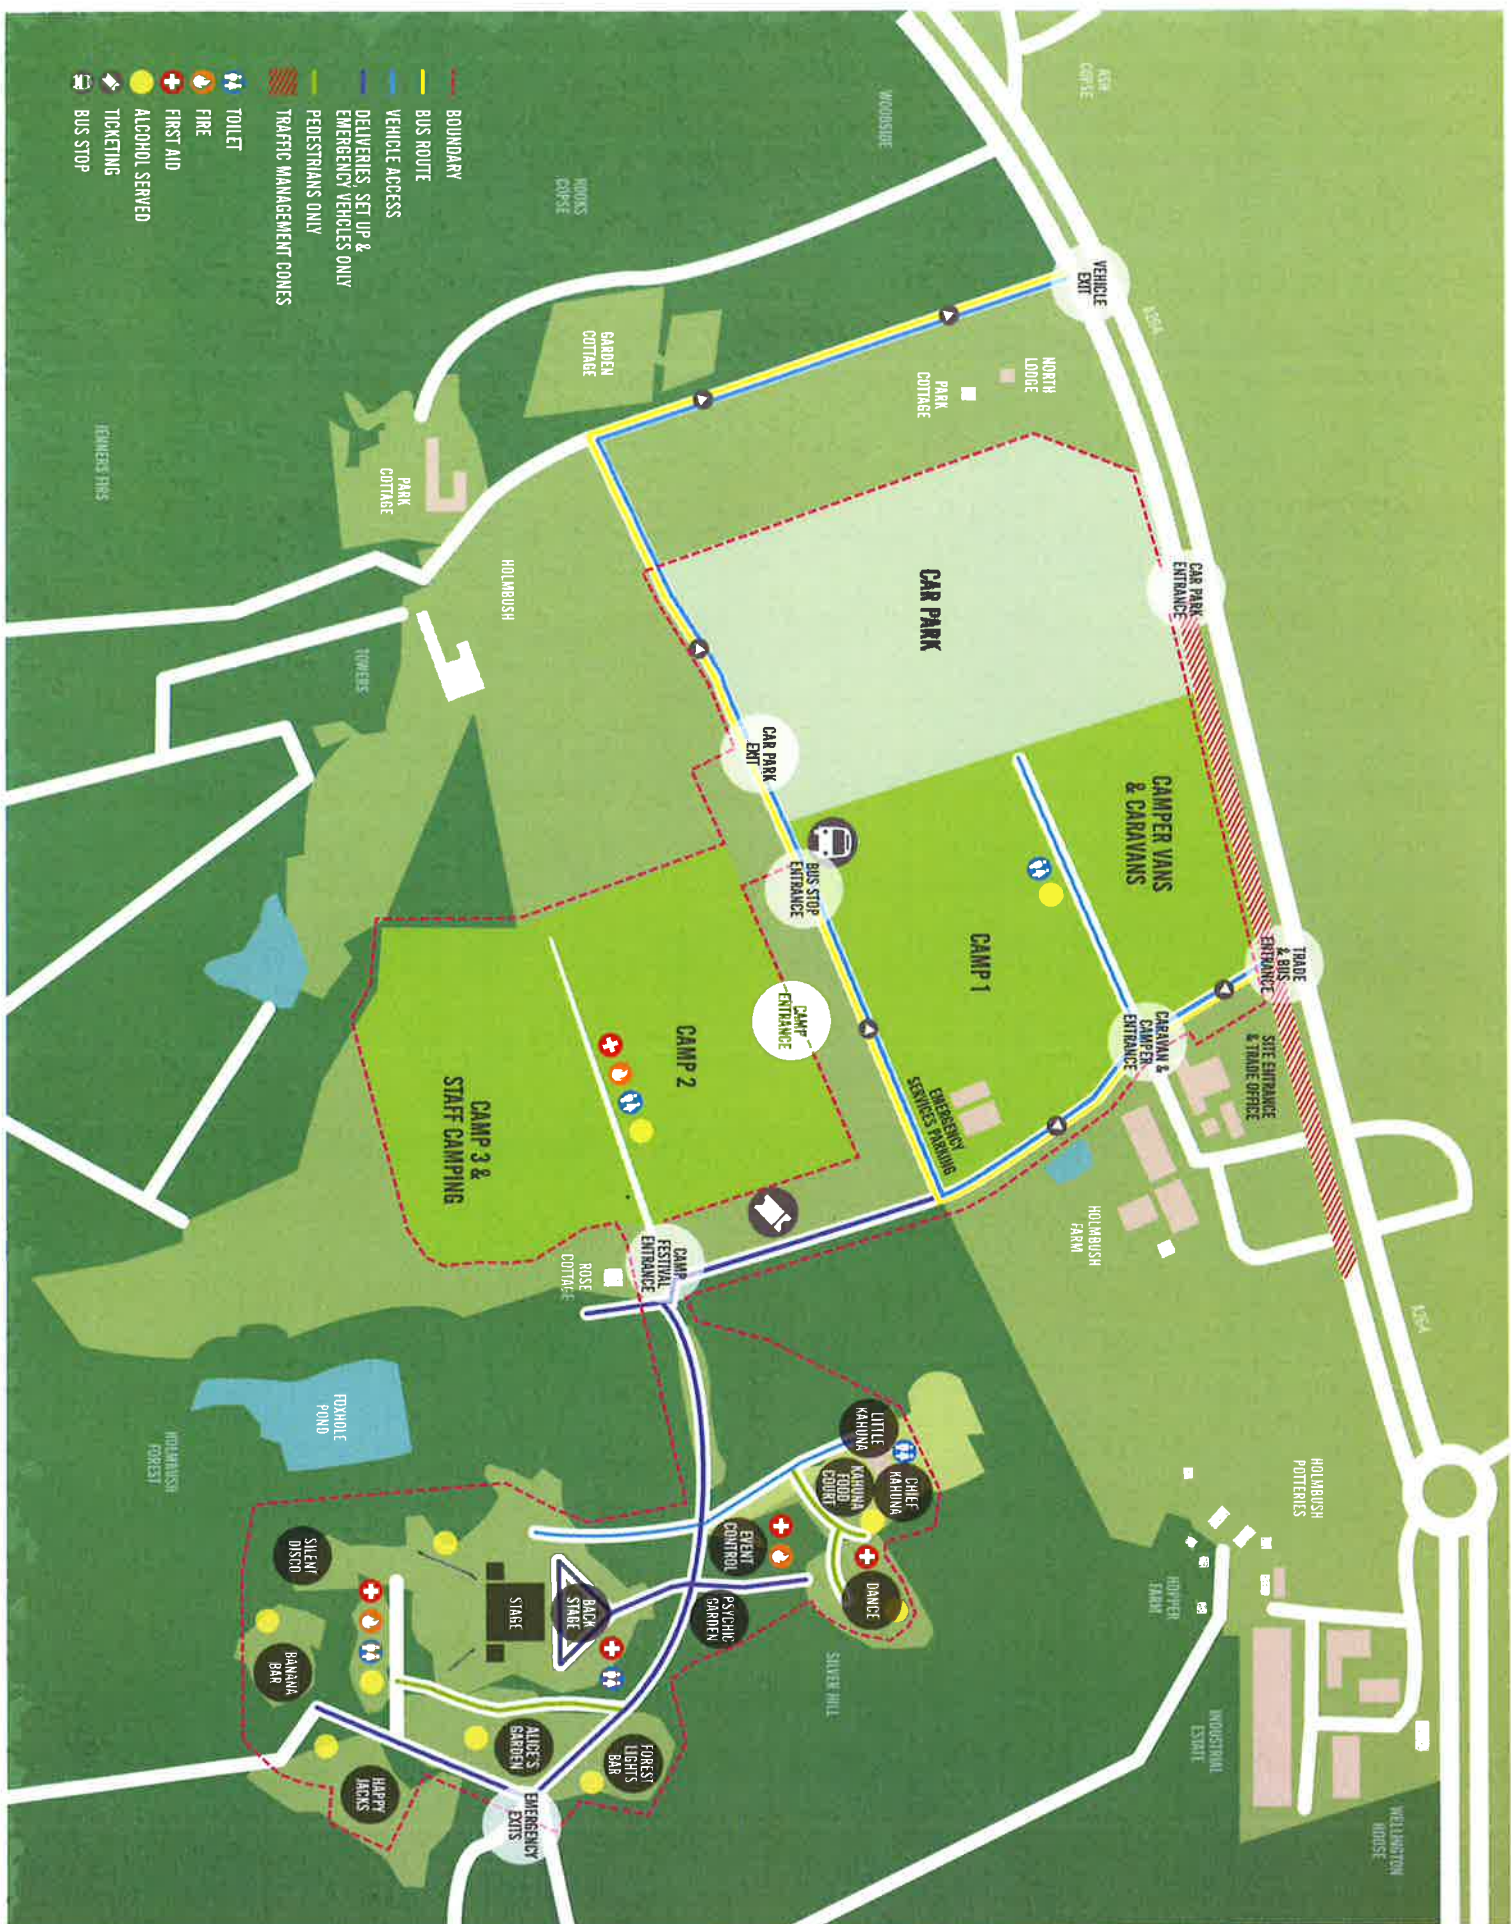 A264
A264
HOLMBUSH
POTTERIES
WELLINGTON
HOUSE
TRADE
& BUS
ENTRANCE
SITE ENTRANCE
& TRADE OFFICE
INDUSTRIAL
ESTATE
CAR PARK
ENTRANCE
CAMPER VANS
& CARAVANS
CARAVAN &
CAMPER
ENTRANCE
HOPPER
FARM
ASH
COPSE
VEHICLE
EXIT
HOLMBUSH
FARM
NORTH
LODGE
PARK
COTTAGE
CAR PARK
CAMP 1
EMERGENCY
SERVICES PARKING
WOODSIDE
CHIEF
KAHUNA
LITTLE
KAHUNA
KAHUNA
FOOD
COURT
DANCE
SILVER HILL
CAR PARK
EXIT
BUS STOP
ENTRANCE
CAMP
ENTRANCE
EVENT
CONTROL
PSYCHIC
GARDEN
CAMP 2
CAMP
FESTIVAL
ENTRANCE
FOREST
LIGHTS
BAR
GARDEN
COTTAGE
ROOKS
COPSE
ROSE
COTTAGE
BACK
STAGE
STAGE
ALICE'S
GARDEN
EMERGENCY
EXITS
HOLMBUSH
CAMP 3 &
STAFF CAMPING
PARK
COTTAGE
TOWERS
HAPPY
JACKS
FOXHOLE
POND
SILENT
DISCO
BANANA
BAR
HOLMBUSH
FOREST
TENNERS FIRS
BOUNDARY
BUS ROUTE
VEHICLE ACCESS
DELIVERIES, SET UP &
EMERGENCY VEHCLES ONLY
PEDESTRIANS ONLY
TRAFFIC MANAGEMENT CONES
TOILET
FIRE
FIRST AID
ALCOHOL SERVED
TICKETING
BUS STOP